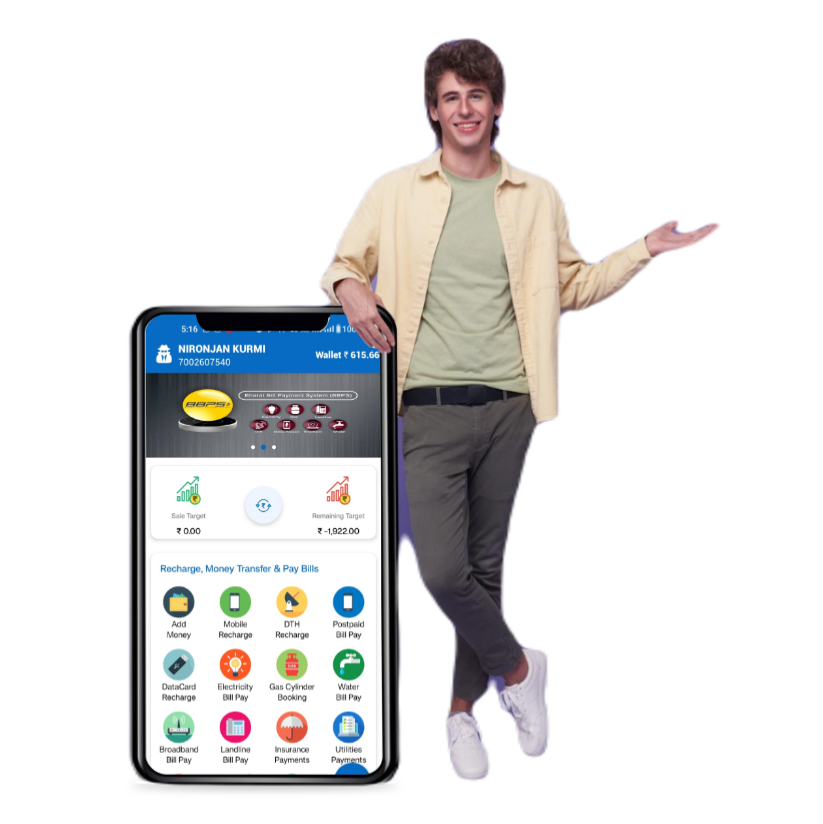 5:16
NIRONJAN KURMI
7002607540
Wallet ₹ 615.66
BBPS
Bharat Bill Payment System (BBPS)
Sale Target
₹ 0.00
Remaining Target
₹ -1,922.00
Recharge, Money Transfer & Pay Bills
Add
Money
Mobile
Recharge
DTH
Recharge
Postpaid
Bill Pay
DataCard
Recharge
Electricity
Bill Pay
Gas Cylinder
Booking
Water
Bill Pay
Broadband
Bill Pay
Landline
Bill Pay
Insurance
Payments
Utilities
Payments